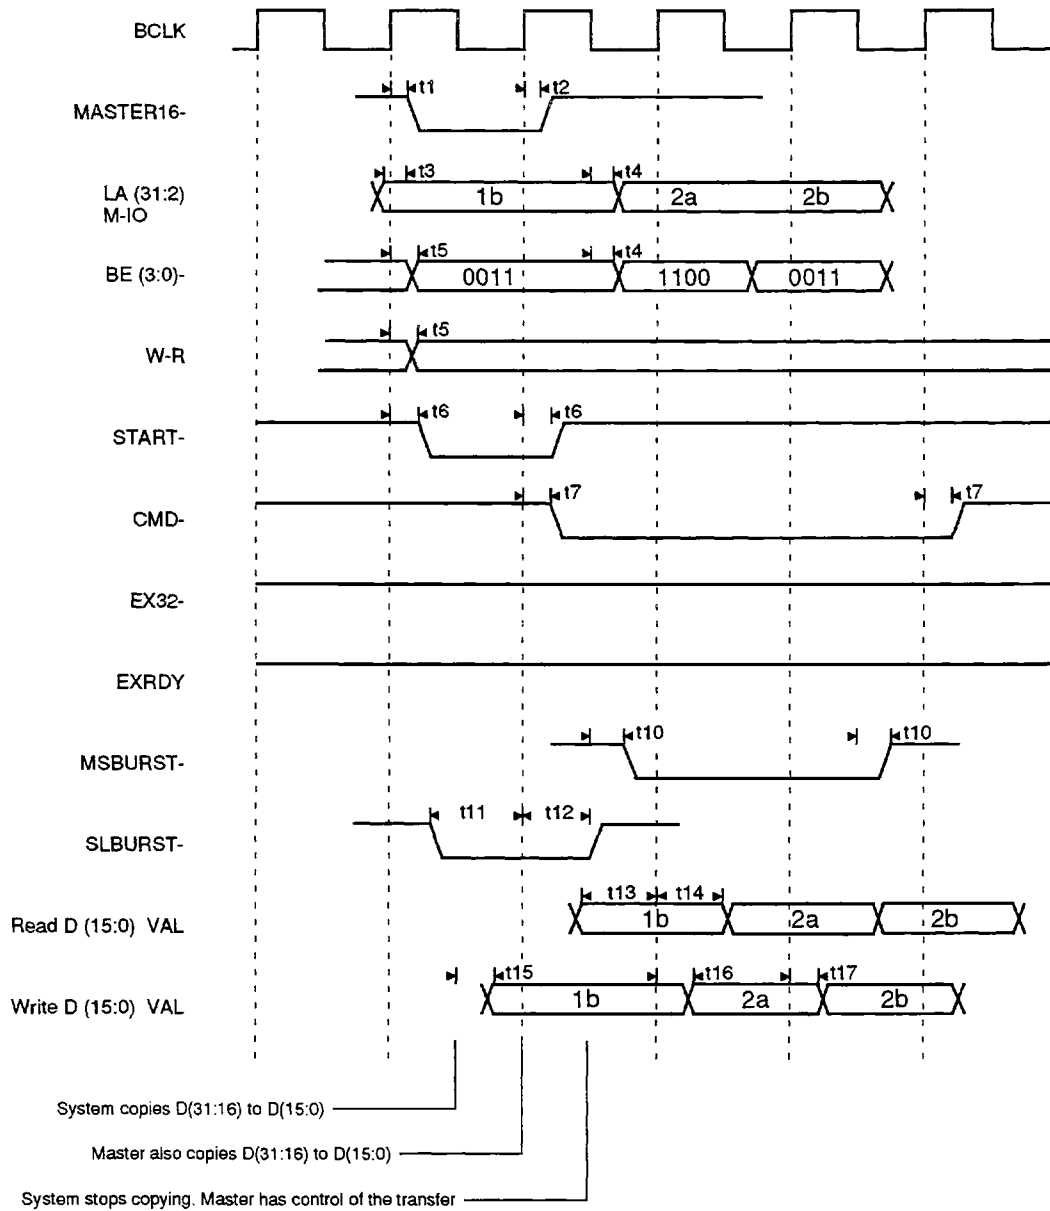 BCLK
t1 t2
MASTER16-
t3 t4
LA (31:2) 1b 2a 2b
M-IO
t5 t4
BE (3:0)- 0011 1100 0011
t5
W-R
t6 t6
START-
t7 t7
CMD-
EX32-
EXRDY
t10 t10
MSBURST-
t11 t12
SLBURST-
t13 t14
Read D (15:0) VAL 1b 2a 2b
t15 t16 t17
Write D (15:0) VAL 1b 2a 2b
System copies D(31:16) to D(15:0)
Master also copies D(31:16) to D(15:0)
System stops copying. Master has control of the transfer